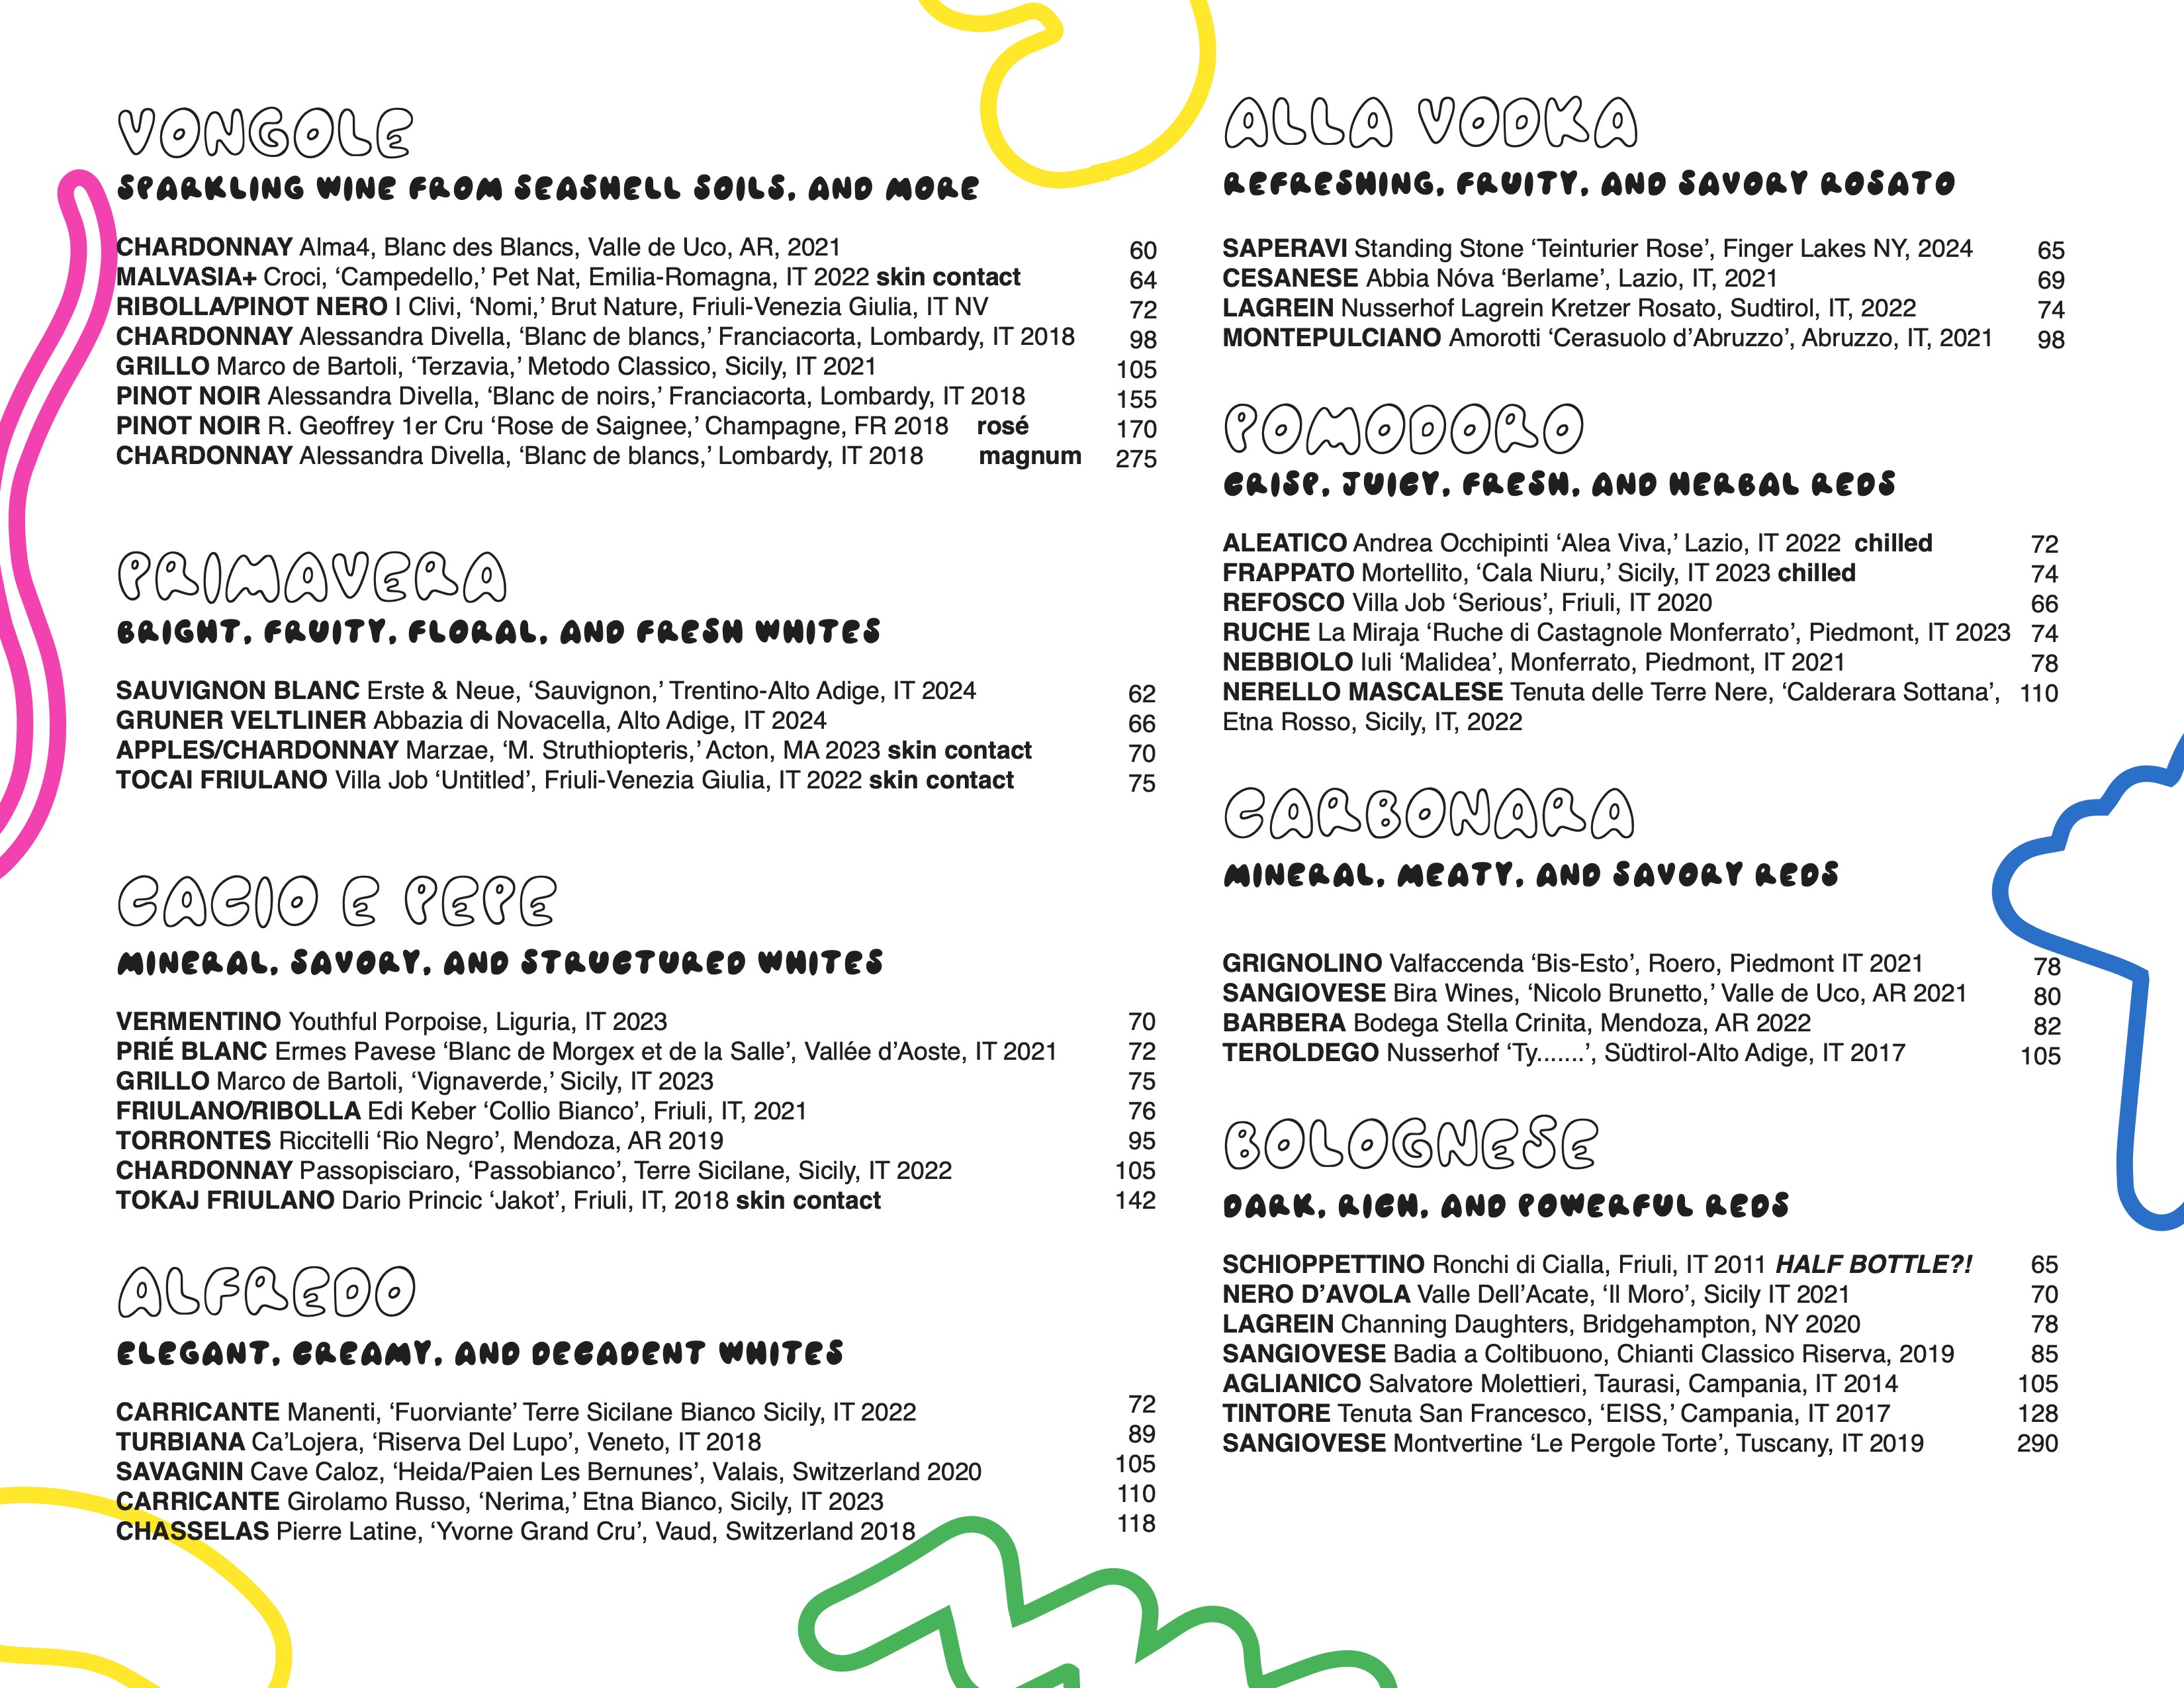 VONGOLE
SPARKLING WINE FROM SEASHELL SOILS, AND MORE
CHARDONNAY Alma4, Blanc des Blancs, Valle de Uco, AR, 2021 60
MALVASIA+ Croci, ‘Campedello,’ Pet Nat, Emilia-Romagna, IT 2022 skin contact 64
RIBOLLA/PINOT NERO I Clivi, ‘Nomi,’ Brut Nature, Friuli-Venezia Giulia, IT NV 72
CHARDONNAY Alessandra Divella, ‘Blanc de blancs,’ Franciacorta, Lombardy, IT 2018 98
GRILLO Marco de Bartoli, ‘Terzavia,’ Metodo Classico, Sicily, IT 2021 105
PINOT NOIR Alessandra Divella, ‘Blanc de noirs,’ Franciacorta, Lombardy, IT 2018 155
PINOT NOIR R. Geoffrey 1er Cru ‘Rose de Saignee,’ Champagne, FR 2018 rosé 170
CHARDONNAY Alessandra Divella, ‘Blanc de blancs,’ Lombardy, IT 2018 magnum 275
PRIMAVERA
BRIGHT, FRUITY, FLORAL, AND FRESH WHITES
SAUVIGNON BLANC Erste & Neue, ‘Sauvignon,’ Trentino-Alto Adige, IT 2024 62
GRUNER VELTLINER Abbazia di Novacella, Alto Adige, IT 2024 66
APPLES/CHARDONNAY Marzae, ‘M. Struthiopteris,’ Acton, MA 2023 skin contact 70
TOCAI FRIULANO Villa Job ‘Untitled’, Friuli-Venezia Giulia, IT 2022 skin contact 75
CACIO E PEPE
MINERAL, SAVORY, AND STRUCTURED WHITES
VERMENTINO Youthful Porpoise, Liguria, IT 2023 70
PRIÉ BLANC Ermes Pavese ‘Blanc de Morgex et de la Salle’, Vallée d’Aoste, IT 2021 72
GRILLO Marco de Bartoli, ‘Vignaverde,’ Sicily, IT 2023 75
FRIULANO/RIBOLLA Edi Keber ‘Collio Bianco’, Friuli, IT, 2021 76
TORRONTES Riccitelli ‘Rio Negro’, Mendoza, AR 2019 95
CHARDONNAY Passopisciaro, ‘Passobianco’, Terre Sicilane, Sicily, IT 2022 105
TOKAJ FRIULANO Dario Princic ‘Jakot’, Friuli, IT, 2018 skin contact 142
ALFREDO
ELEGANT, CREAMY, AND DECADENT WHITES
CARRICANTE Manenti, ‘Fuorviante’ Terre Sicilane Bianco Sicily, IT 2022 72
TURBIANA Ca’Lojera, ‘Riserva Del Lupo’, Veneto, IT 2018 89
SAVAGNIN Cave Caloz, ‘Heida/Paien Les Bernunes’, Valais, Switzerland 2020 105
CARRICANTE Girolamo Russo, ‘Nerima,’ Etna Bianco, Sicily, IT 2023 110
CHASSELAS Pierre Latine, ‘Yvorne Grand Cru’, Vaud, Switzerland 2018 118
ALLA VODKA
REFRESHING, FRUITY, AND SAVORY ROSATO
SAPERAVI Standing Stone ‘Teinturier Rose’, Finger Lakes NY, 2024 65
CESANESE Abbia Nóva ‘Berlame’, Lazio, IT, 2021 69
LAGREIN Nusserhof Lagrein Kretzer Rosato, Sudtirol, IT, 2022 74
MONTEPULCIANO Amorotti ‘Cerasuolo d’Abruzzo’, Abruzzo, IT, 2021 98
POMODORO
CRISP, JUICY, FRESH, AND HERBAL REDS
ALEATICO Andrea Occhipinti ‘Alea Viva,’ Lazio, IT 2022 chilled 72
FRAPPATO Mortellito, ‘Cala Niuru,’ Sicily, IT 2023 chilled 74
REFOSCO Villa Job ‘Serious’, Friuli, IT 2020 66
RUCHE La Miraja ‘Ruche di Castagnole Monferrato’, Piedmont, IT 2023 74
NEBBIOLO Iuli ‘Malidea’, Monferrato, Piedmont, IT 2021 78
NERELLO MASCALESE Tenuta delle Terre Nere, ‘Calderara Sottana’, 110
Etna Rosso, Sicily, IT, 2022
CARBONARA
MINERAL, MEATY, AND SAVORY REDS
GRIGNOLINO Valfaccenda ‘Bis-Esto’, Roero, Piedmont IT 2021 78
SANGIOVESE Bira Wines, ‘Nicolo Brunetto,’ Valle de Uco, AR 2021 80
BARBERA Bodega Stella Crinita, Mendoza, AR 2022 82
TEROLDEGO Nusserhof ‘Ty.......’, Südtirol-Alto Adige, IT 2017 105
BOLOGNESE
DARK, RICH, AND POWERFUL REDS
SCHIOPPETTINO Ronchi di Cialla, Friuli, IT 2011 HALF BOTTLE?! 65
NERO D’AVOLA Valle Dell’Acate, ‘Il Moro’, Sicily IT 2021 70
LAGREIN Channing Daughters, Bridgehampton, NY 2020 78
SANGIOVESE Badia a Coltibuono, Chianti Classico Riserva, 2019 85
AGLIANICO Salvatore Molettieri, Taurasi, Campania, IT 2014 105
TINTORE Tenuta San Francesco, ‘EISS,’ Campania, IT 2017 128
SANGIOVESE Montvertine ‘Le Pergole Torte’, Tuscany, IT 2019 290